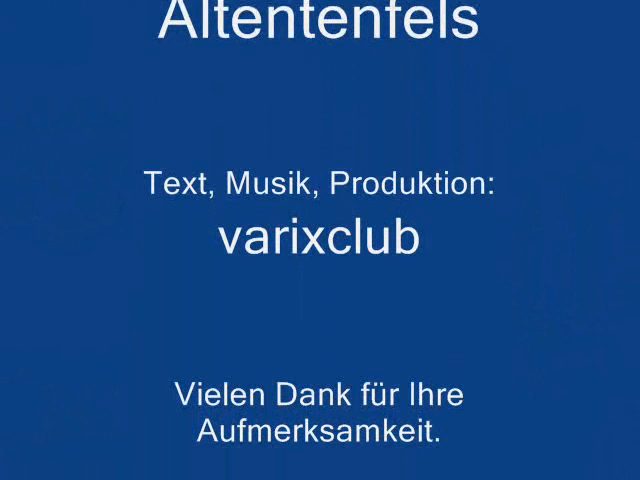 Altentenfels
Text, Musik, Produktion:
varixclub
Vielen Dank für Ihre
Aufmerksamkeit.